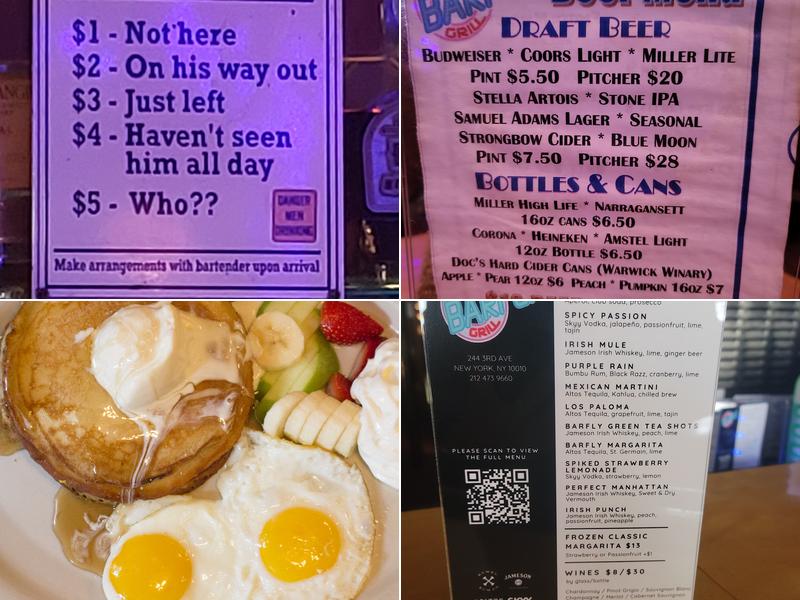 $1 - Not here
$2 - On his way out
$3 - Just left
$4 - Haven't seen
him all day
$5 - Who??
DANGER
MEN
DRINKING
Make arrangements with bartender upon arrival
BAR
GRILL
Beer Menu
DRAFT BEER
BUDWEISER * COORS LIGHT * MILLER LITE
PINT $5.50 PITCHER $20
STELLA ARTOIS * STONE IPA
SAMUEL ADAMS LAGER * SEASONAL
STRONGBOW CIDER * BLUE MOON
PINT $7.50 PITCHER $28
BOTTLES & CANS
MILLER HIGH LIFE * NARRAGANSETT
16OZ CANS $6.50
CORONA * HEINEKEN * AMSTEL LIGHT
12OZ BOTTLE $6.50
DOC'S HARD CIDER CANS (WARWICK WINARY)
APPLE * PEAR 12OZ $6 PEACH * PUMPKIN 16OZ $7
BAR
GRILL
244 3RD AVE
NEW YORK, NY 10010
212 473 9660
PLEASE SCAN TO VIEW
THE FULL MENU
JAMESON
Aperol, club soda, prosecco
SPICY PASSION
Skyy Vodka, jalapeño, passionfruit, lime,
tajin
IRISH MULE
Jameson Irish Whiskey, lime, ginger beer
PURPLE RAIN
Bumbu Rum, Black Razz, cranberry, lime
MEXICAN MARTINI
Altos Tequila, Kahlua, chilled brew
LOS PALOMA
Altos Tequila, grapefruit, lime, tajin
BARFLY GREEN TEA SHOTS
Jameson Irish Whiskey, peach, lime
BARFLY MARGARITA
Altos Tequila, St. Germain, lime
SPIKED STRAWBERRY
LEMONADE
Skyy Vodka, strawberry, lemon
PERFECT MANHATTAN
Jameson Irish Whiskey, Sweet & Dry
Vermouth
IRISH PUNCH
Jameson Irish Whiskey, peach,
passionfruit, pineapple
FROZEN CLASSIC
MARGARITA $13
Strawberry or Passionfruit +$1
WINES $8/$30
by glass/bottle
Chardonnay / Pinot Grigio / Sauvignon Blanc
Champagne / Merlot / Cabernet Sauvignon